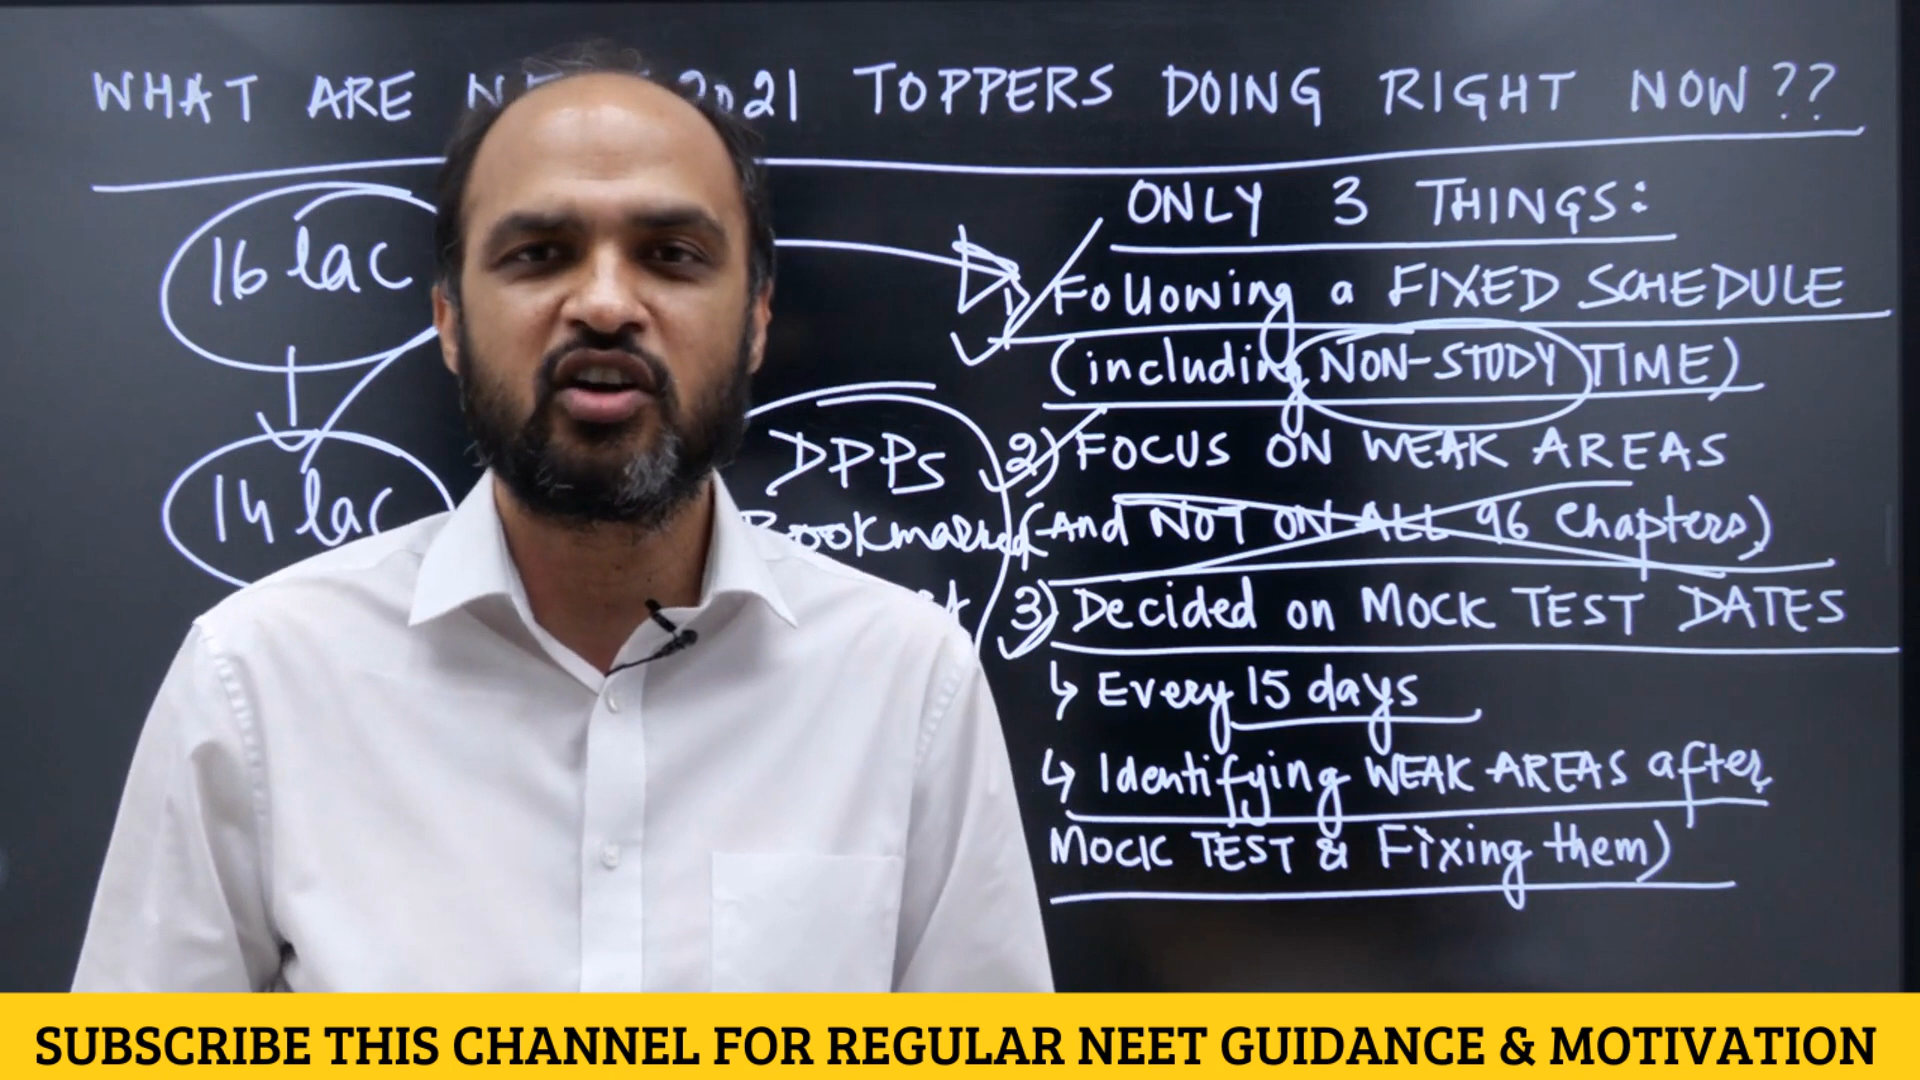 WHAT ARE 2021 TOPPERS DOING RIGHT NOW??
16 lac
14 lac
DPPs
Bookmarked
ONLY 3 THINGS:
1) Following a FIXED SCHEDULE
(including NON-STUDY TIME)
2) FOCUS ON WEAK AREAS
(And NOT ON ALL 96 Chapters)
3) Decided on MOCK TEST DATES
↳ Every 15 days
↳ Identifying WEAK AREAS after
MOCK TEST & Fixing them)
SUBSCRIBE THIS CHANNEL FOR REGULAR NEET GUIDANCE & MOTIVATION